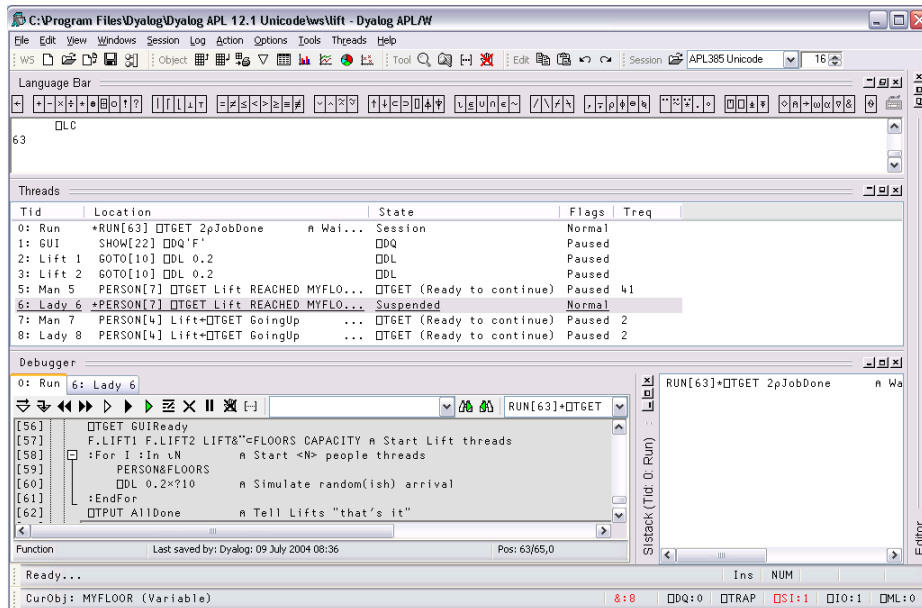 C:\Program Files\Dyalog\Dyalog APL 12.1 Unicode\ws\lift - Dyalog APL/W
File Edit View Windows Session Log Action Options Tools Threads Help
WS Object Tool Edit Session APL385 Unicode 16
Language Bar
← + - × ÷ * ⍟ ⌹ ○ ! ? | ⌈ ⌊ ⊥ ⊤ ⊣ ⊢ = ≠ ≤ < > ≥ ≡ ≢ ∨ ∧ ⍲ ⍱ ↑ ↓ ⊂ ⊃ ⌷ ⍋ ⍒ ⍳ ⍷ ∪ ∩ ∊ ~ / \ ⌿ ⍀ , ⍪ ⍴ ⌽ ⊖ ⍉ ¨ ⍨ ⍣ . ∘ ⍞ ⎕ ⍎ ⍕ ⋄ ⍝ → ⍵ ⍺ ∇ & ⍬
⎕LC
63
Threads
Tid Location State Flags Treq
0: Run *RUN[63] ⎕TGET 2⍴JobDone ⍝ Wai... Session Normal
1: GUI SHOW[22] ⎕DQ'F' ⎕DQ Paused
2: Lift 1 GOTO[10] ⎕DL 0.2 ⎕DL Paused
3: Lift 2 GOTO[10] ⎕DL 0.2 ⎕DL Paused
5: Man 5 PERSON[7] ⎕TGET Lift REACHED MYFLO... ⎕TGET (Ready to continue) Paused 41
6: Lady 6 *PERSON[7] ⎕TGET Lift REACHED MYFLO... Suspended Normal
7: Man 7 PERSON[4] Lift←⎕TGET GoingUp ... ⎕TGET (Ready to continue) Paused 2
8: Lady 8 PERSON[4] Lift←⎕TGET GoingUp ... ⎕TGET (Ready to continue) Paused 2
Debugger
0: Run 6: Lady 6
RUN[63]*⎕TGET
[56] ⎕TGET GUIReady
[57] F.LIFT1 F.LIFT2 LIFT&¨⊂FLOORS CAPACITY ⍝ Start Lift threads
[58] :For I :In ⍳N ⍝ Start <N> people threads
[59] PERSON&FLOORS
[60] ⎕DL 0.2×?10 ⍝ Simulate random(ish) arrival
[61] :EndFor
[62] ⎕TPUT AllDone ⍝ Tell Lifts "that's it"
Function Last saved by: Dyalog: 09 July 2004 08:36 Pos: 63/65,0
SIstack (Tid: 0: Run)
RUN[63]*⎕TGET 2⍴JobDone ⍝ Wa
Editor
Ready... Ins NUM
CurObj: MYFLOOR (Variable) &:8 ⎕DQ:0 ⎕TRAP ⎕SI:1 ⎕IO:1 ⎕ML:0